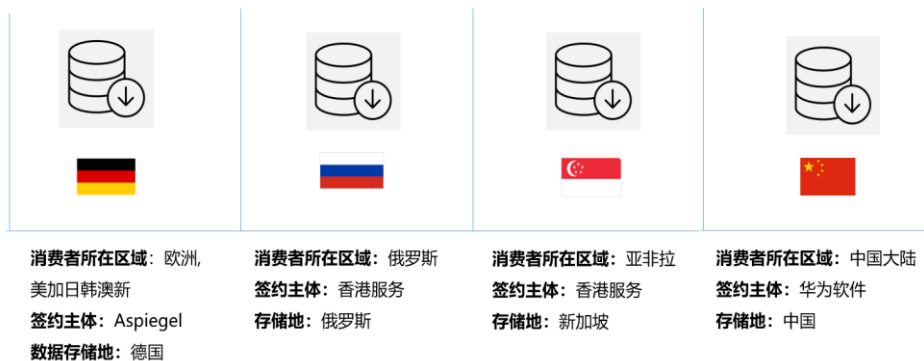 消费者所在区域：欧洲,
美加日韩澳新
签约主体：Aspiegel
数据存储地：德国
消费者所在区域：俄罗斯
签约主体：香港服务
存储地：俄罗斯
消费者所在区域：亚非拉
签约主体：香港服务
存储地：新加坡
消费者所在区域：中国大陆
签约主体：华为软件
存储地：中国